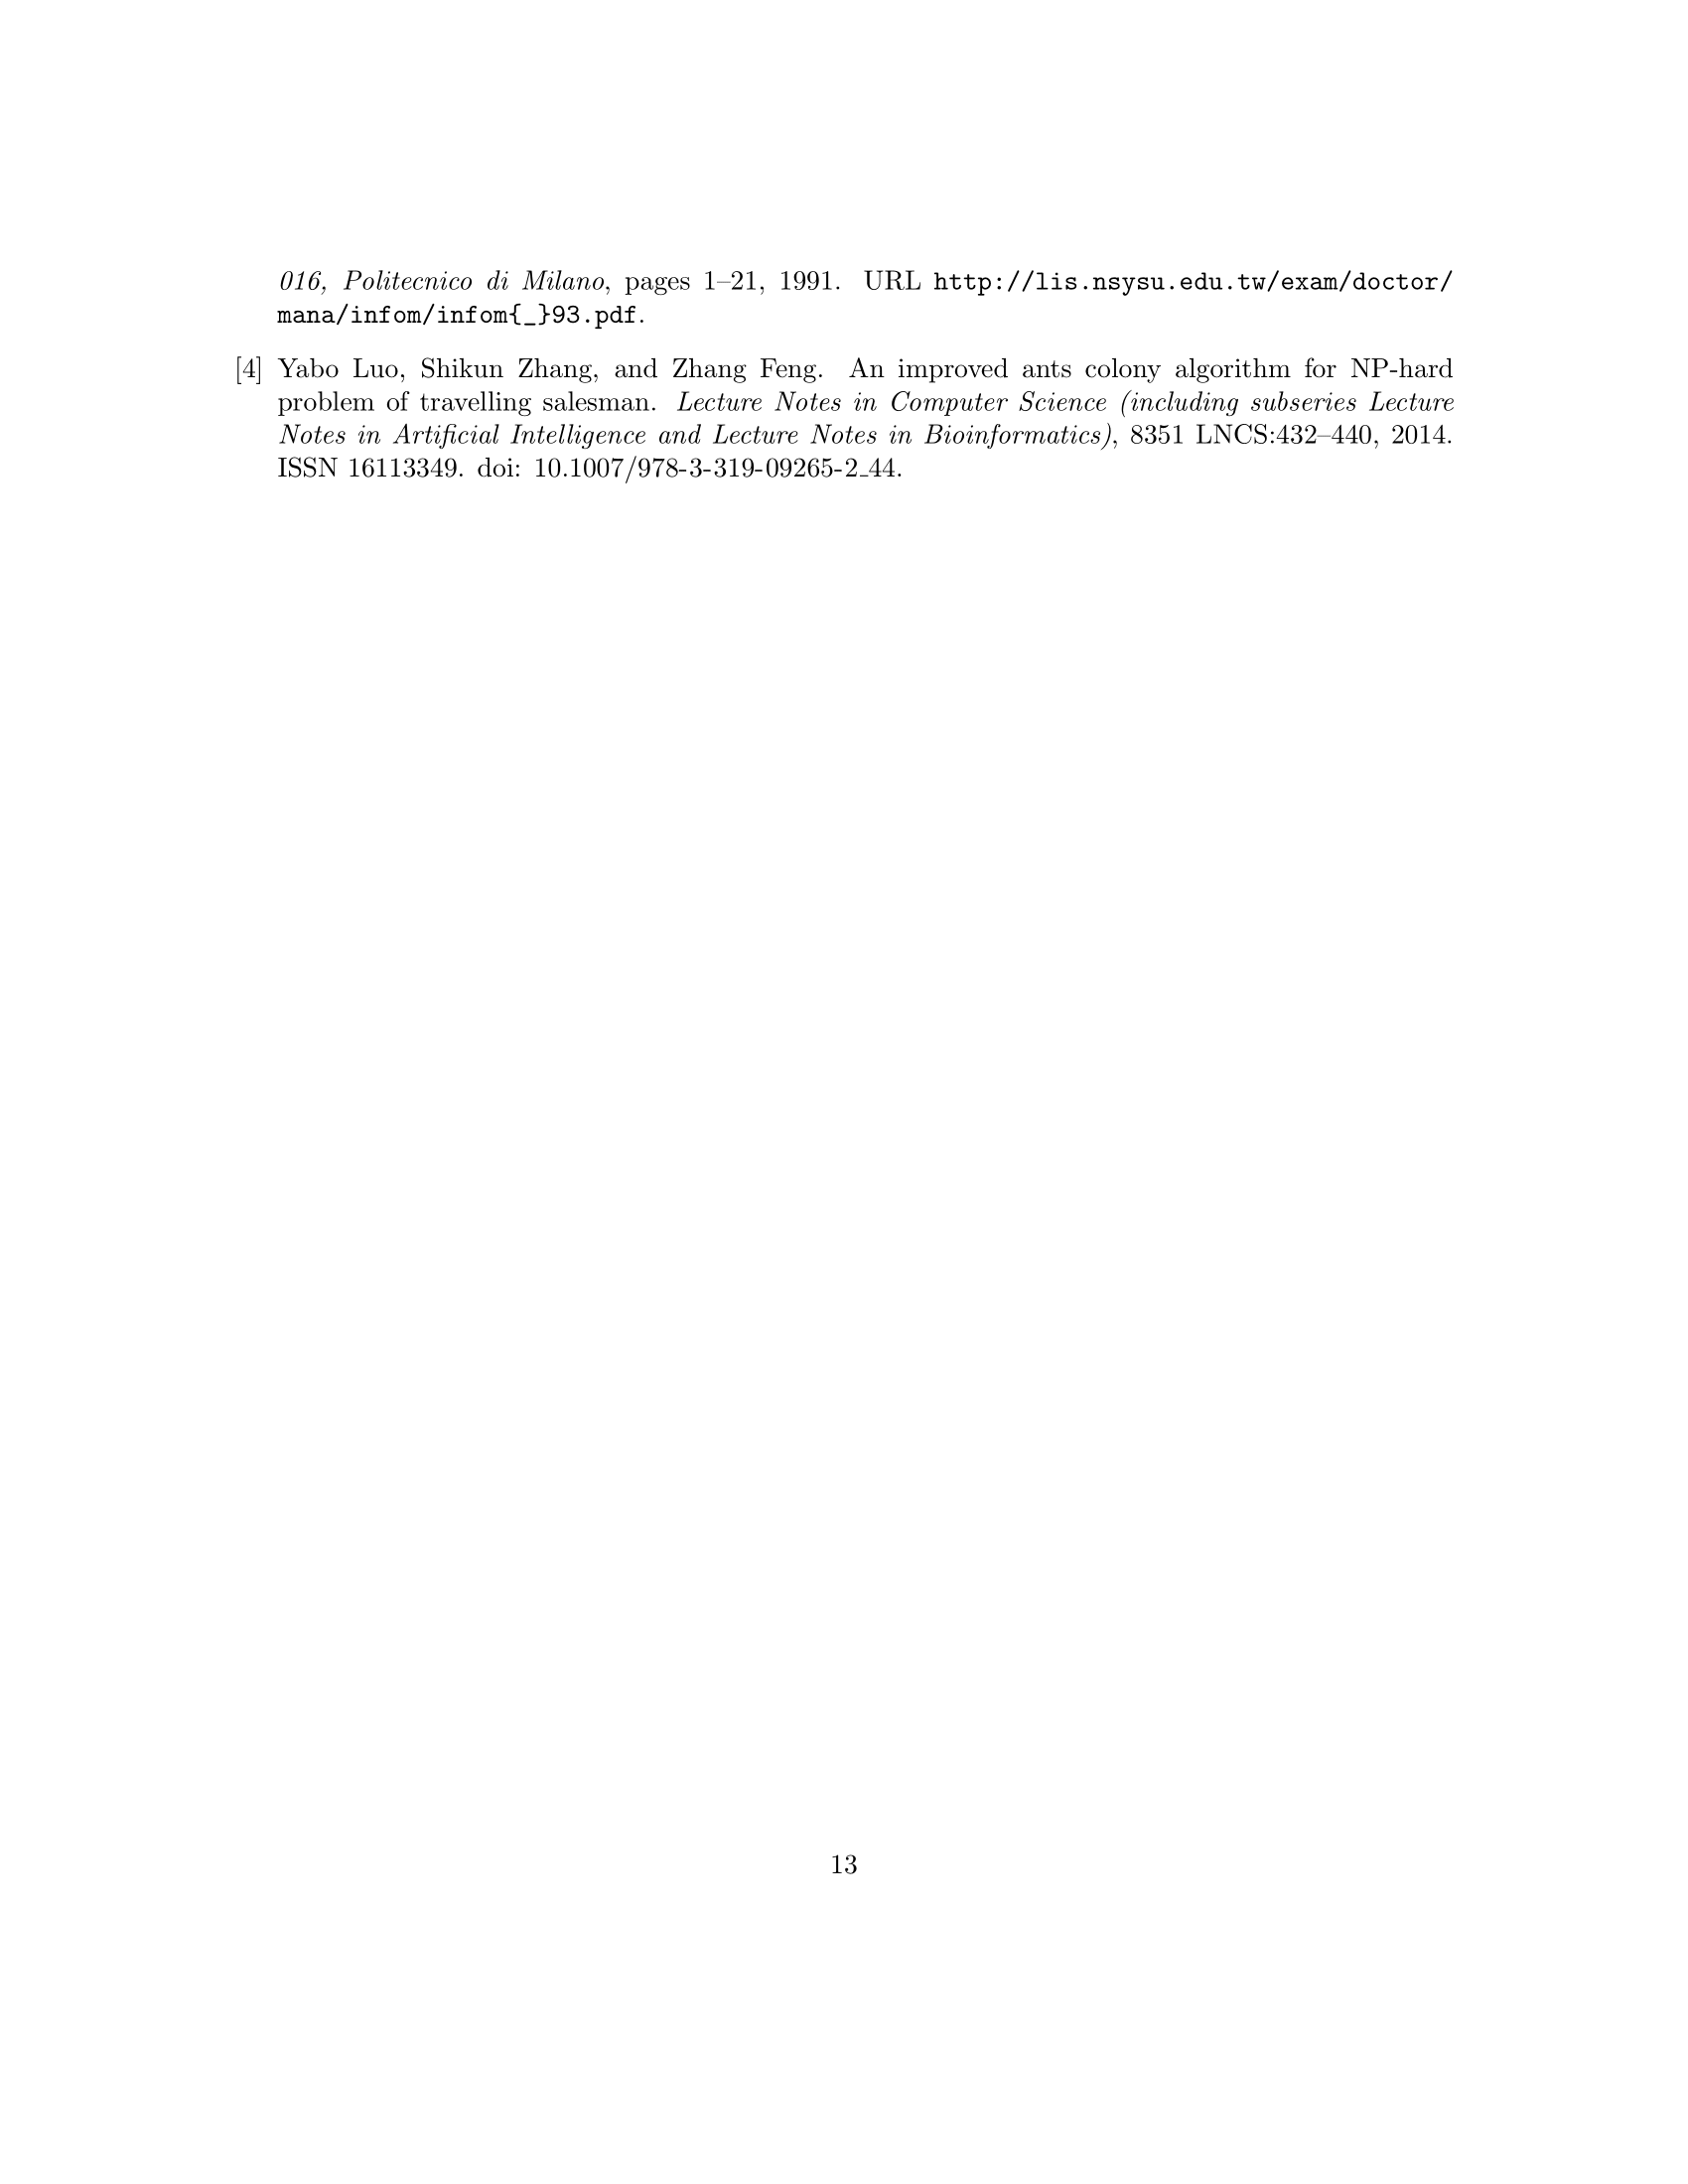 016, Politecnico di Milano, pages 1–21, 1991. URL http://lis.nsysu.edu.tw/exam/doctor/
mana/infom/infom{_}93.pdf.
[4] Yabo Luo, Shikun Zhang, and Zhang Feng. An improved ants colony algorithm for NP-hard
problem of travelling salesman. Lecture Notes in Computer Science (including subseries Lecture
Notes in Artificial Intelligence and Lecture Notes in Bioinformatics), 8351 LNCS:432–440, 2014.
ISSN 16113349. doi: 10.1007/978-3-319-09265-2_44.
13